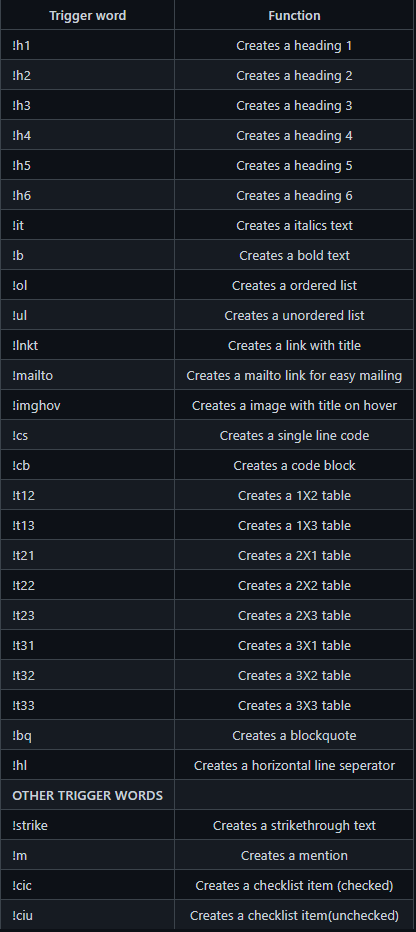 Trigger word Function
!h1 Creates a heading 1
!h2 Creates a heading 2
!h3 Creates a heading 3
!h4 Creates a heading 4
!h5 Creates a heading 5
!h6 Creates a heading 6
!it Creates a italics text
!b Creates a bold text
!ol Creates a ordered list
!ul Creates a unordered list
!lnkt Creates a link with title
!mailto Creates a mailto link for easy mailing
!imghov Creates a image with title on hover
!cs Creates a single line code
!cb Creates a code block
!t12 Creates a 1X2 table
!t13 Creates a 1X3 table
!t21 Creates a 2X1 table
!t22 Creates a 2X2 table
!t23 Creates a 2X3 table
!t31 Creates a 3X1 table
!t32 Creates a 3X2 table
!t33 Creates a 3X3 table
!bq Creates a blockquote
!hl Creates a horizontal line seperator
OTHER TRIGGER WORDS
!strike Creates a strikethrough text
!m Creates a mention
!cic Creates a checklist item (checked)
!ciu Creates a checklist item(unchecked)